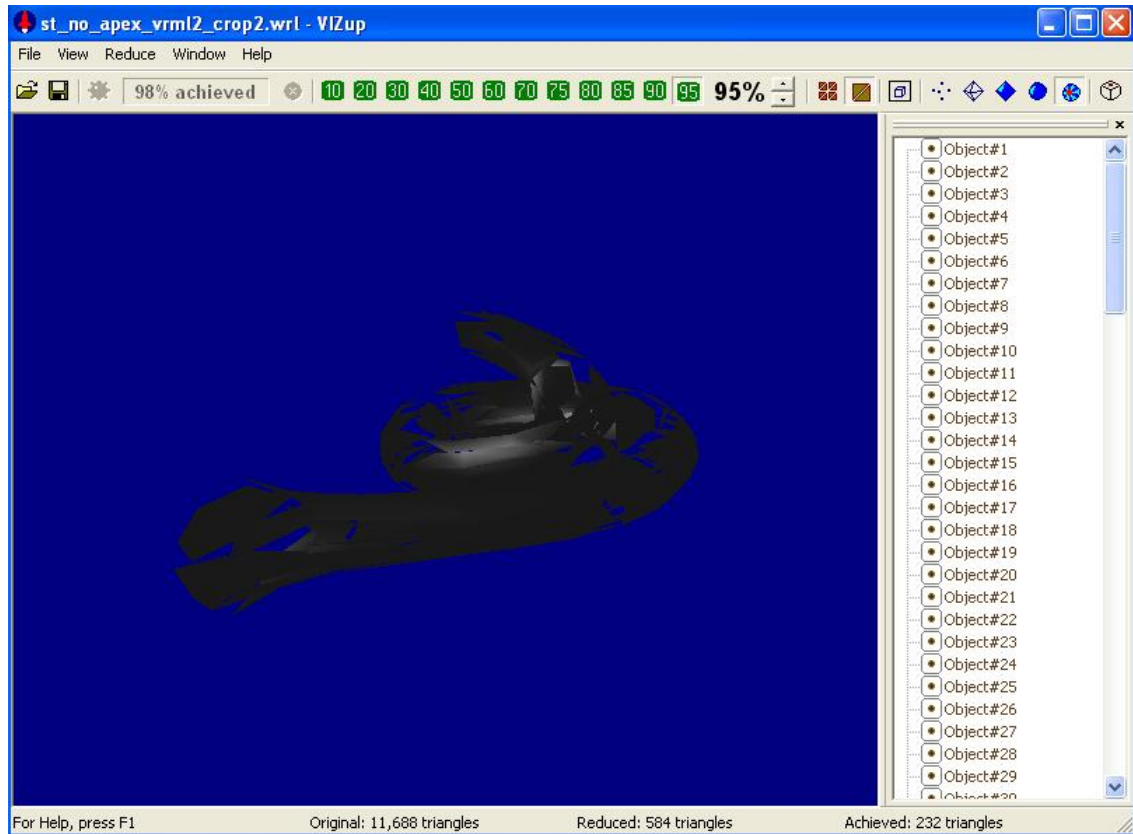 st_no_apex_vrml2_crop2.wrl - VIZup
File View Reduce Window Help
98% achieved 10 20 30 40 50 60 70 75 80 85 90 95 95%
Object#1
Object#2
Object#3
Object#4
Object#5
Object#6
Object#7
Object#8
Object#9
Object#10
Object#11
Object#12
Object#13
Object#14
Object#15
Object#16
Object#17
Object#18
Object#19
Object#20
Object#21
Object#22
Object#23
Object#24
Object#25
Object#26
Object#27
Object#28
Object#29
Object#30
For Help, press F1 Original: 11,688 triangles Reduced: 584 triangles Achieved: 232 triangles